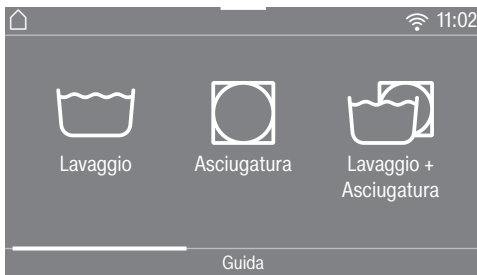 11:02
Lavaggio
Asciugatura
Lavaggio +
Asciugatura
Guida